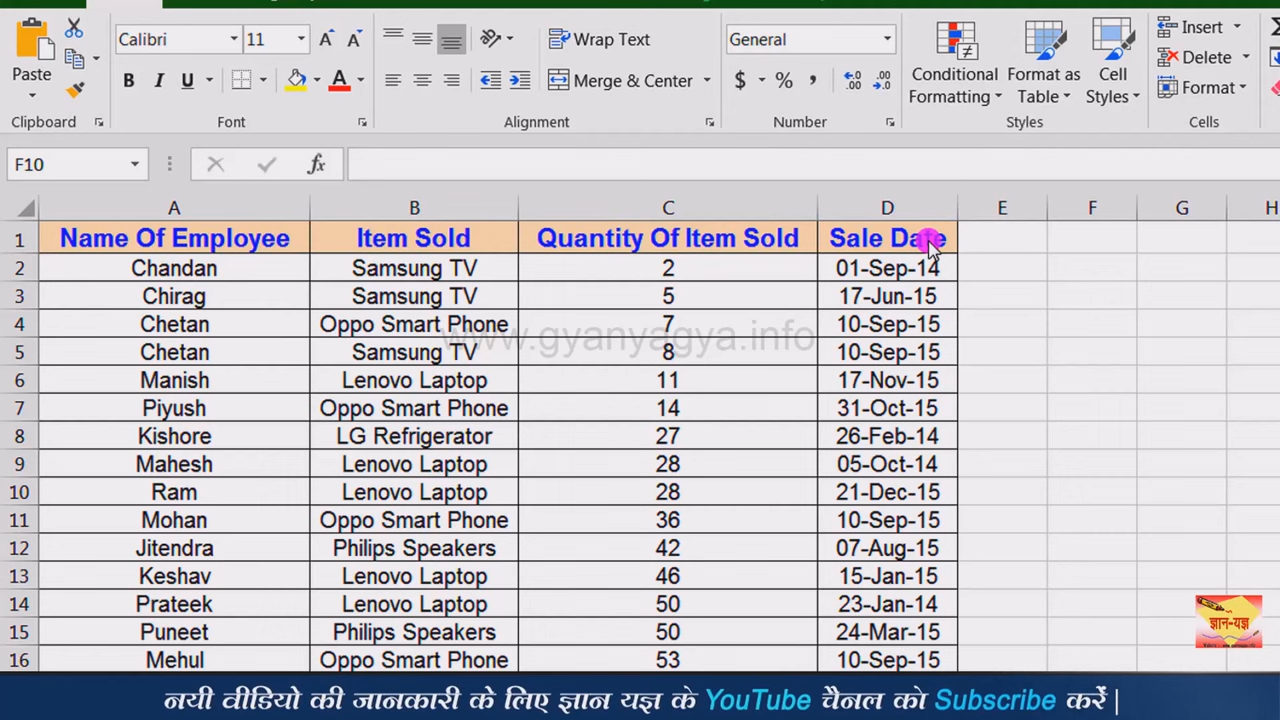 Calibri 11 Wrap Text General Insert
Paste B I U Merge & Center $ % , Conditional Formatting Format as Table Cell Styles Delete
Format
Clipboard Font Alignment Number Styles Cells
F10 fx
A B C D E F G H
1 Name Of Employee Item Sold Quantity Of Item Sold Sale Date
2 Chandan Samsung TV 2 01-Sep-14
3 Chirag Samsung TV 5 17-Jun-15
4 Chetan Oppo Smart Phone 7 10-Sep-15
www.gyanyagya.info
5 Chetan Samsung TV 8 10-Sep-15
6 Manish Lenovo Laptop 11 17-Nov-15
7 Piyush Oppo Smart Phone 14 31-Oct-15
8 Kishore LG Refrigerator 27 26-Feb-14
9 Mahesh Lenovo Laptop 28 05-Oct-14
10 Ram Lenovo Laptop 28 21-Dec-15
11 Mohan Oppo Smart Phone 36 10-Sep-15
12 Jitendra Philips Speakers 42 07-Aug-15
13 Keshav Lenovo Laptop 46 15-Jan-15
14 Prateek Lenovo Laptop 50 23-Jan-14
15 Puneet Philips Speakers 50 24-Mar-15
16 Mehul Oppo Smart Phone 53 10-Sep-15
ज्ञान-यज्ञ
नयी वीडियो की जानकारी के लिए ज्ञान यज्ञ के YouTube चैनल को Subscribe करें |